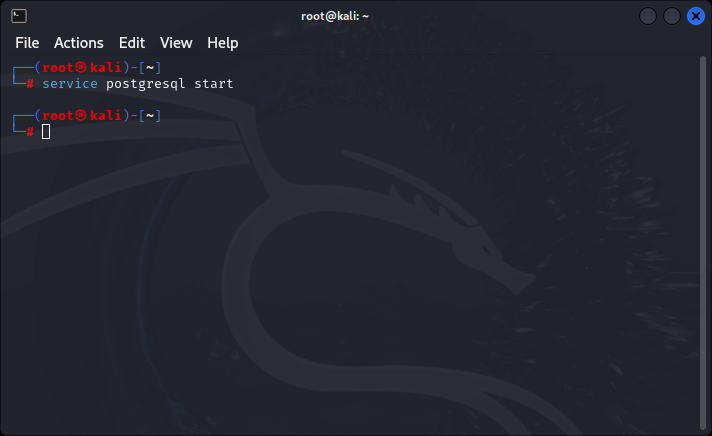 root@kali: ~
File Actions Edit View Help
┌──(root㉿kali)-[~]
└─# service postgresql start
┌──(root㉿kali)-[~]
└─#